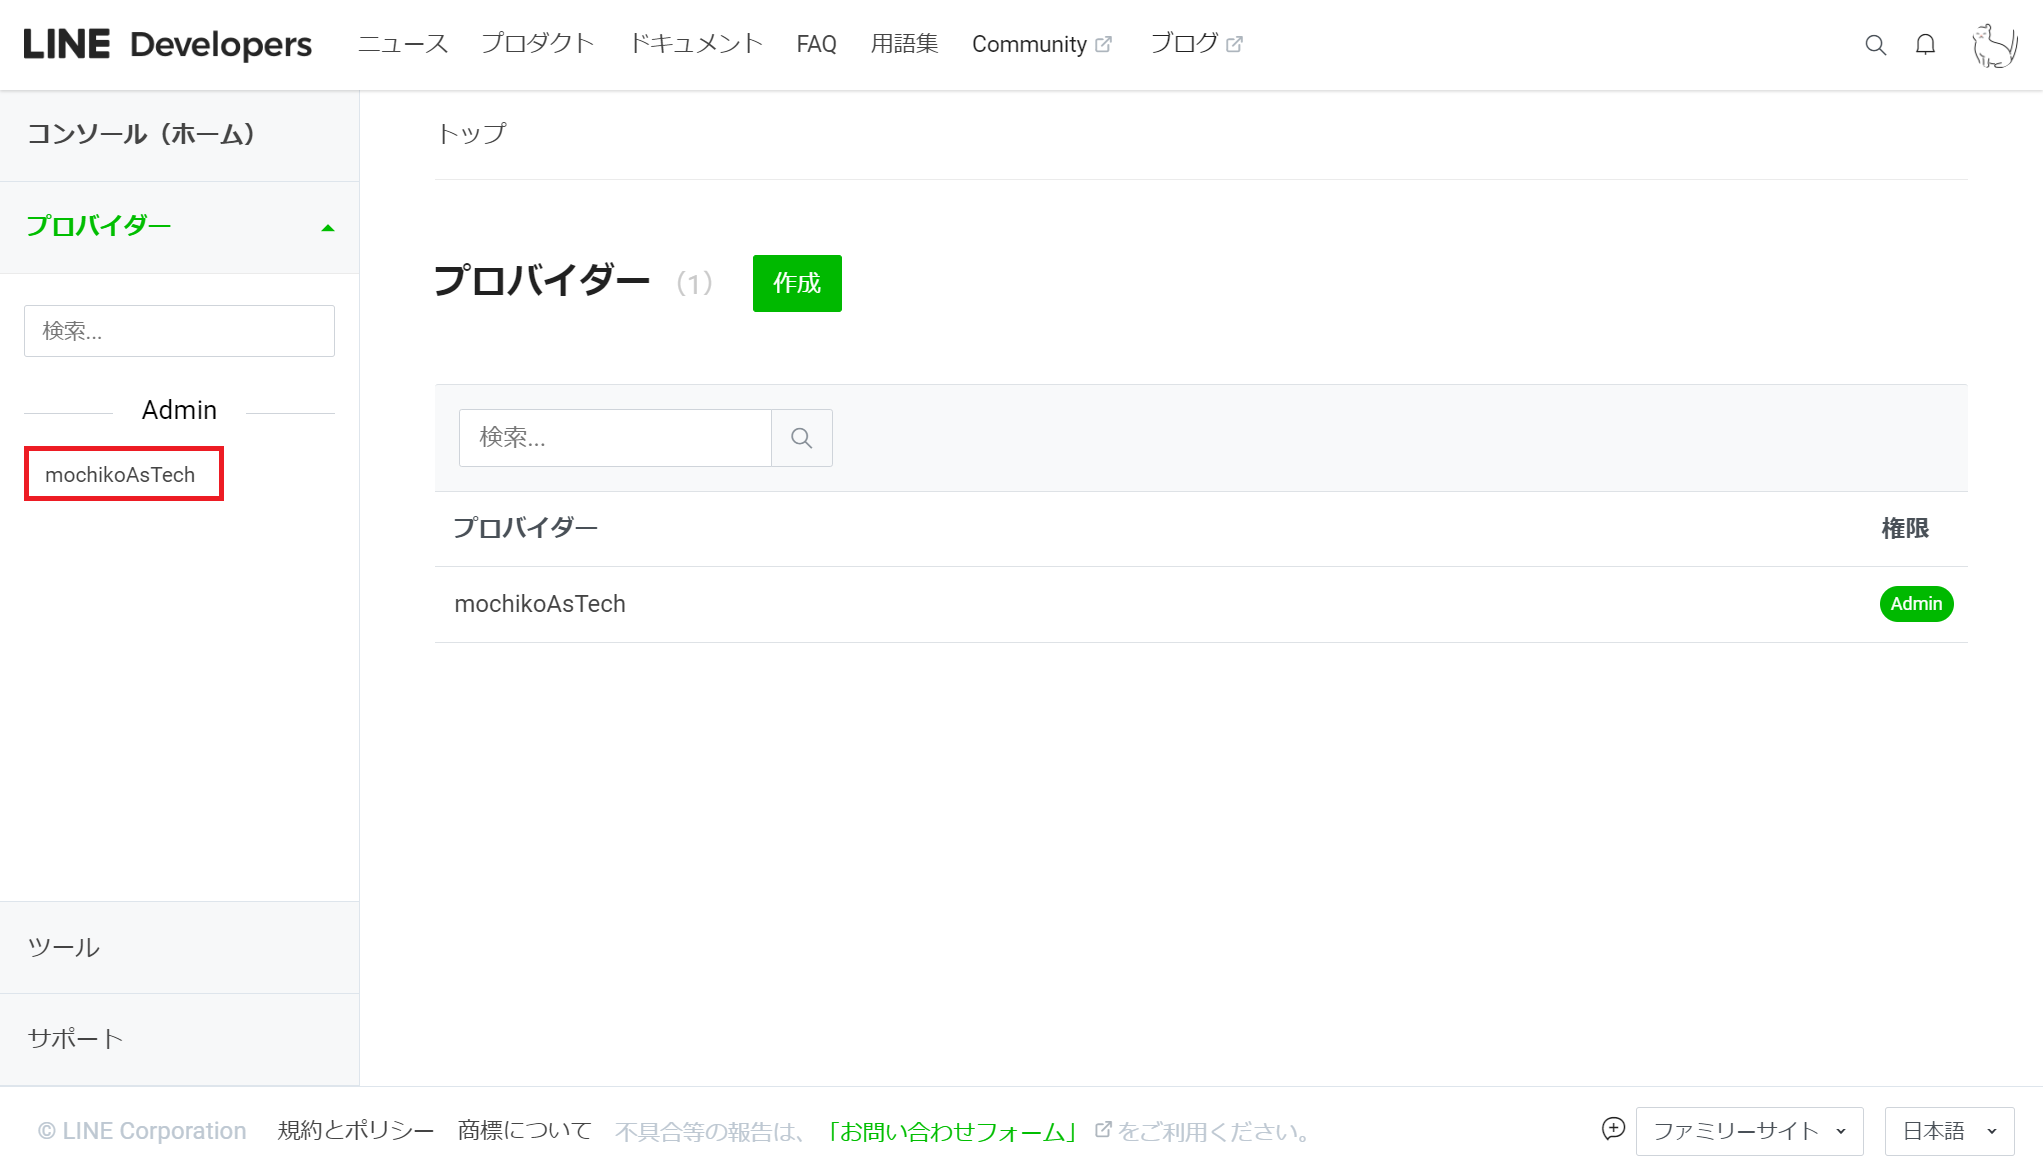 LINE Developers ニュース プロダクト ドキュメント FAQ 用語集 Community ブログ
コンソール（ホーム）
プロバイダー
検索...
Admin
mochikoAsTech
ツール
サポート
トップ
プロバイダー （1） 作成
検索...
プロバイダー 権限
mochikoAsTech Admin
© LINE Corporation 規約とポリシー 商標について 不具合等の報告は、「お問い合わせフォーム」をご利用ください。 ファミリーサイト 日本語